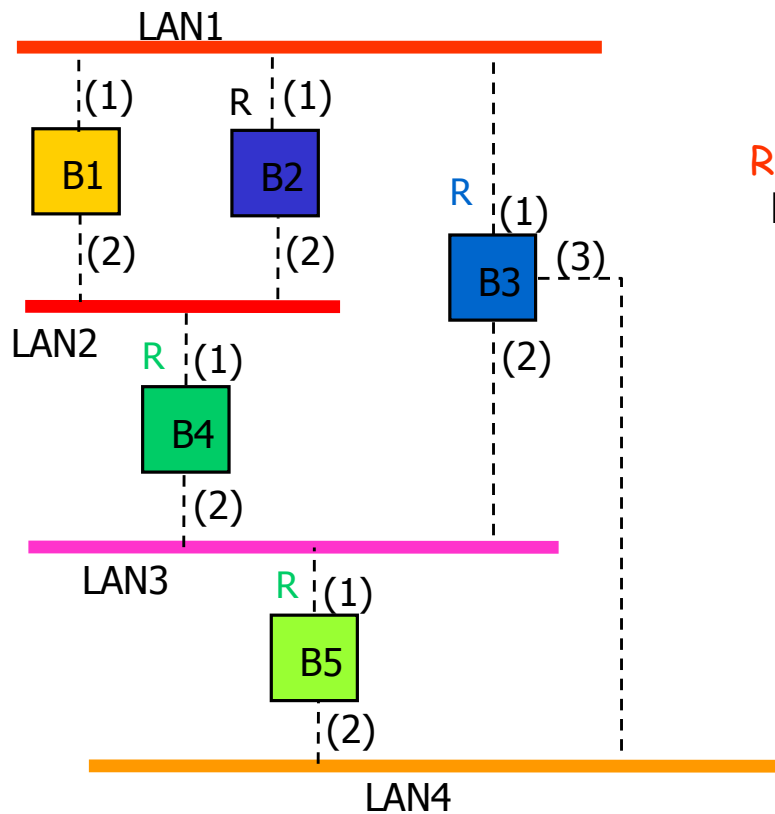 LAN1
(1) R (1)
B1 B2 R
R (1)
(2) (2) B3 (3)
LAN2 R (1) (2)
B4
(2)
LAN3 R (1)
B5
(2)
LAN4